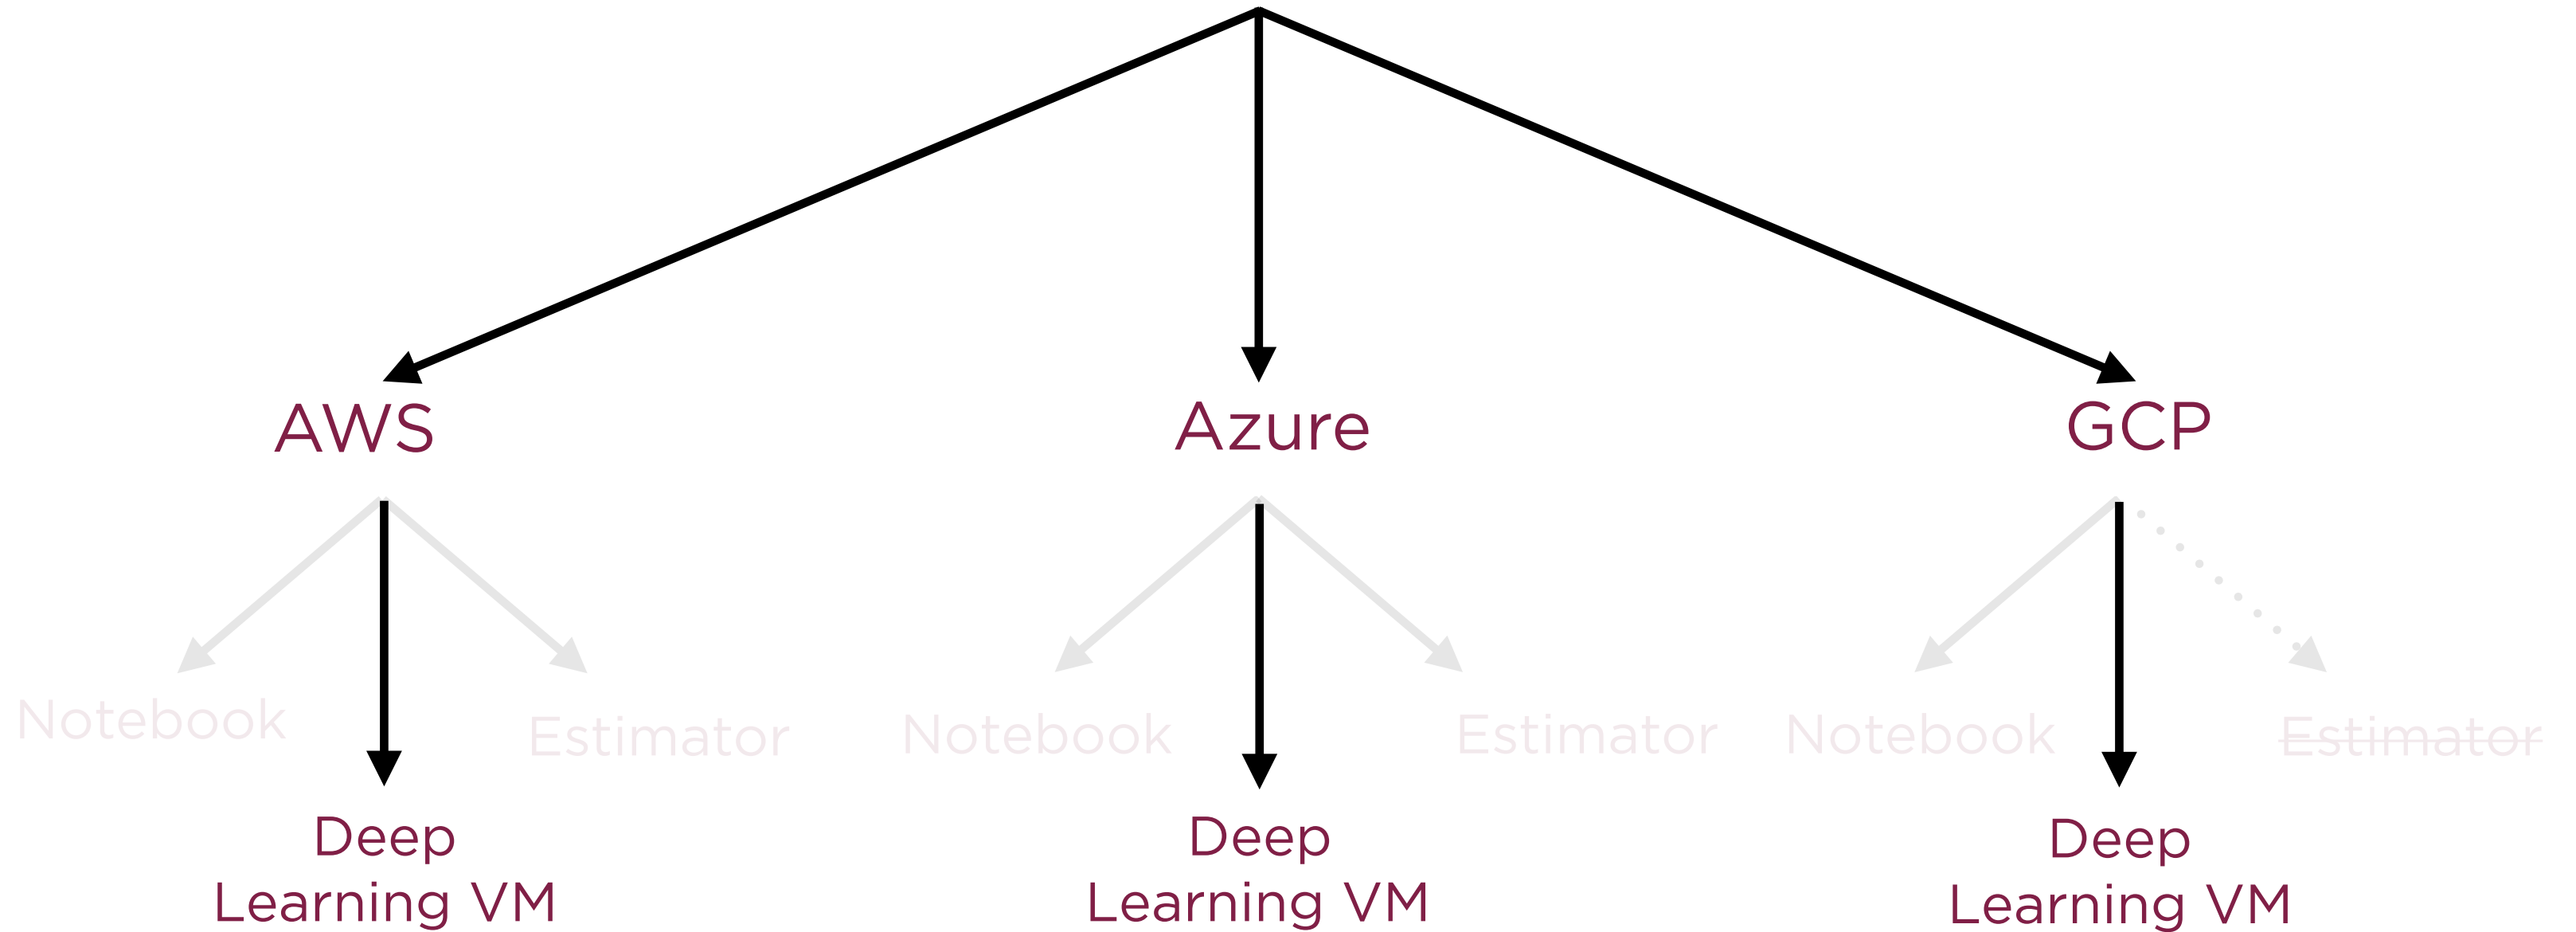 AWS
Azure
GCP
Notebook
Estimator
Notebook
Estimator
Notebook
Estimator
Deep
Learning VM
Deep
Learning VM
Deep
Learning VM